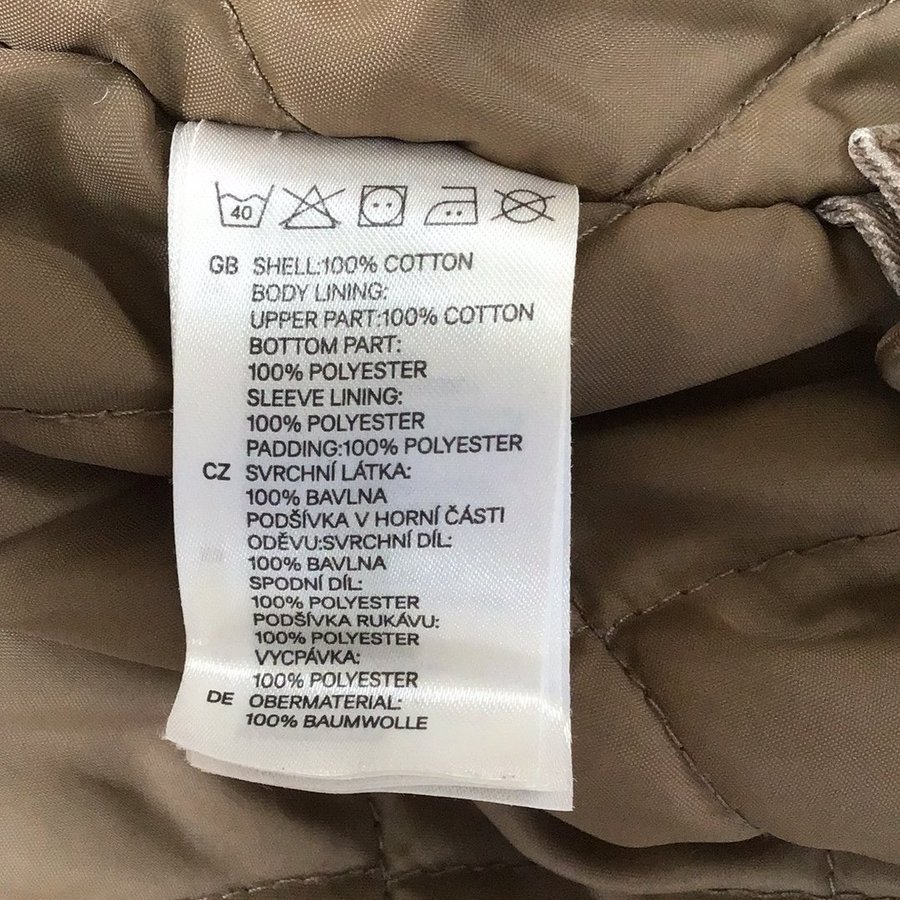 40
GB SHELL:100% COTTON
BODY LINING:
UPPER PART:100% COTTON
BOTTOM PART:
100% POLYESTER
SLEEVE LINING:
100% POLYESTER
PADDING:100% POLYESTER
CZ SVRCHNÍ LÁTKA:
100% BAVLNA
PODŠÍVKA V HORNÍ ČÁSTI
ODĚVU:SVRCHNÍ DÍL:
100% BAVLNA
SPODNÍ DÍL:
100% POLYESTER
PODŠÍVKA RUKÁVU:
100% POLYESTER
VYCPÁVKA:
100% POLYESTER
DE OBERMATERIAL:
100% BAUMWOLLE